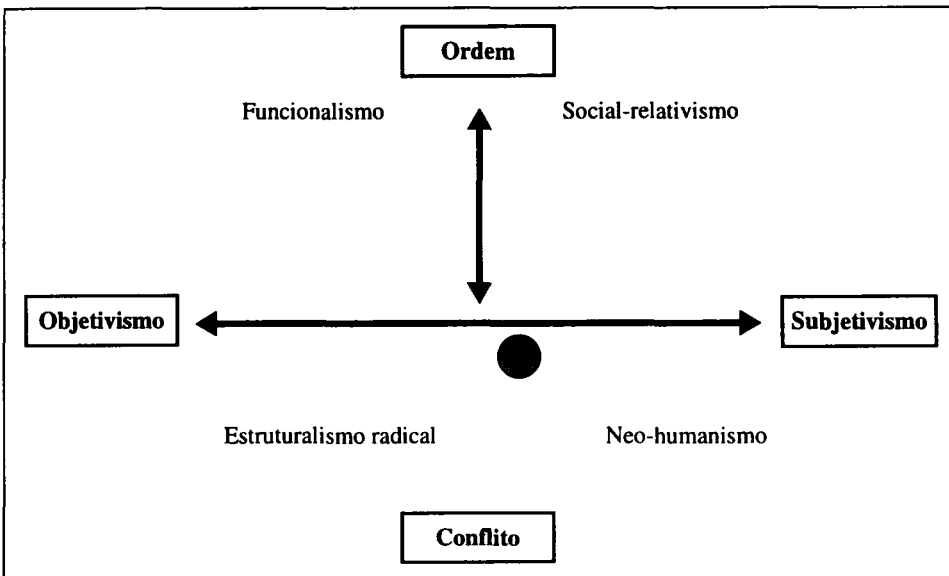 Ordem
Funcionalismo Social-relativismo
Objetivismo Subjetivismo
Estruturalismo radical Neo-humanismo
Conflito